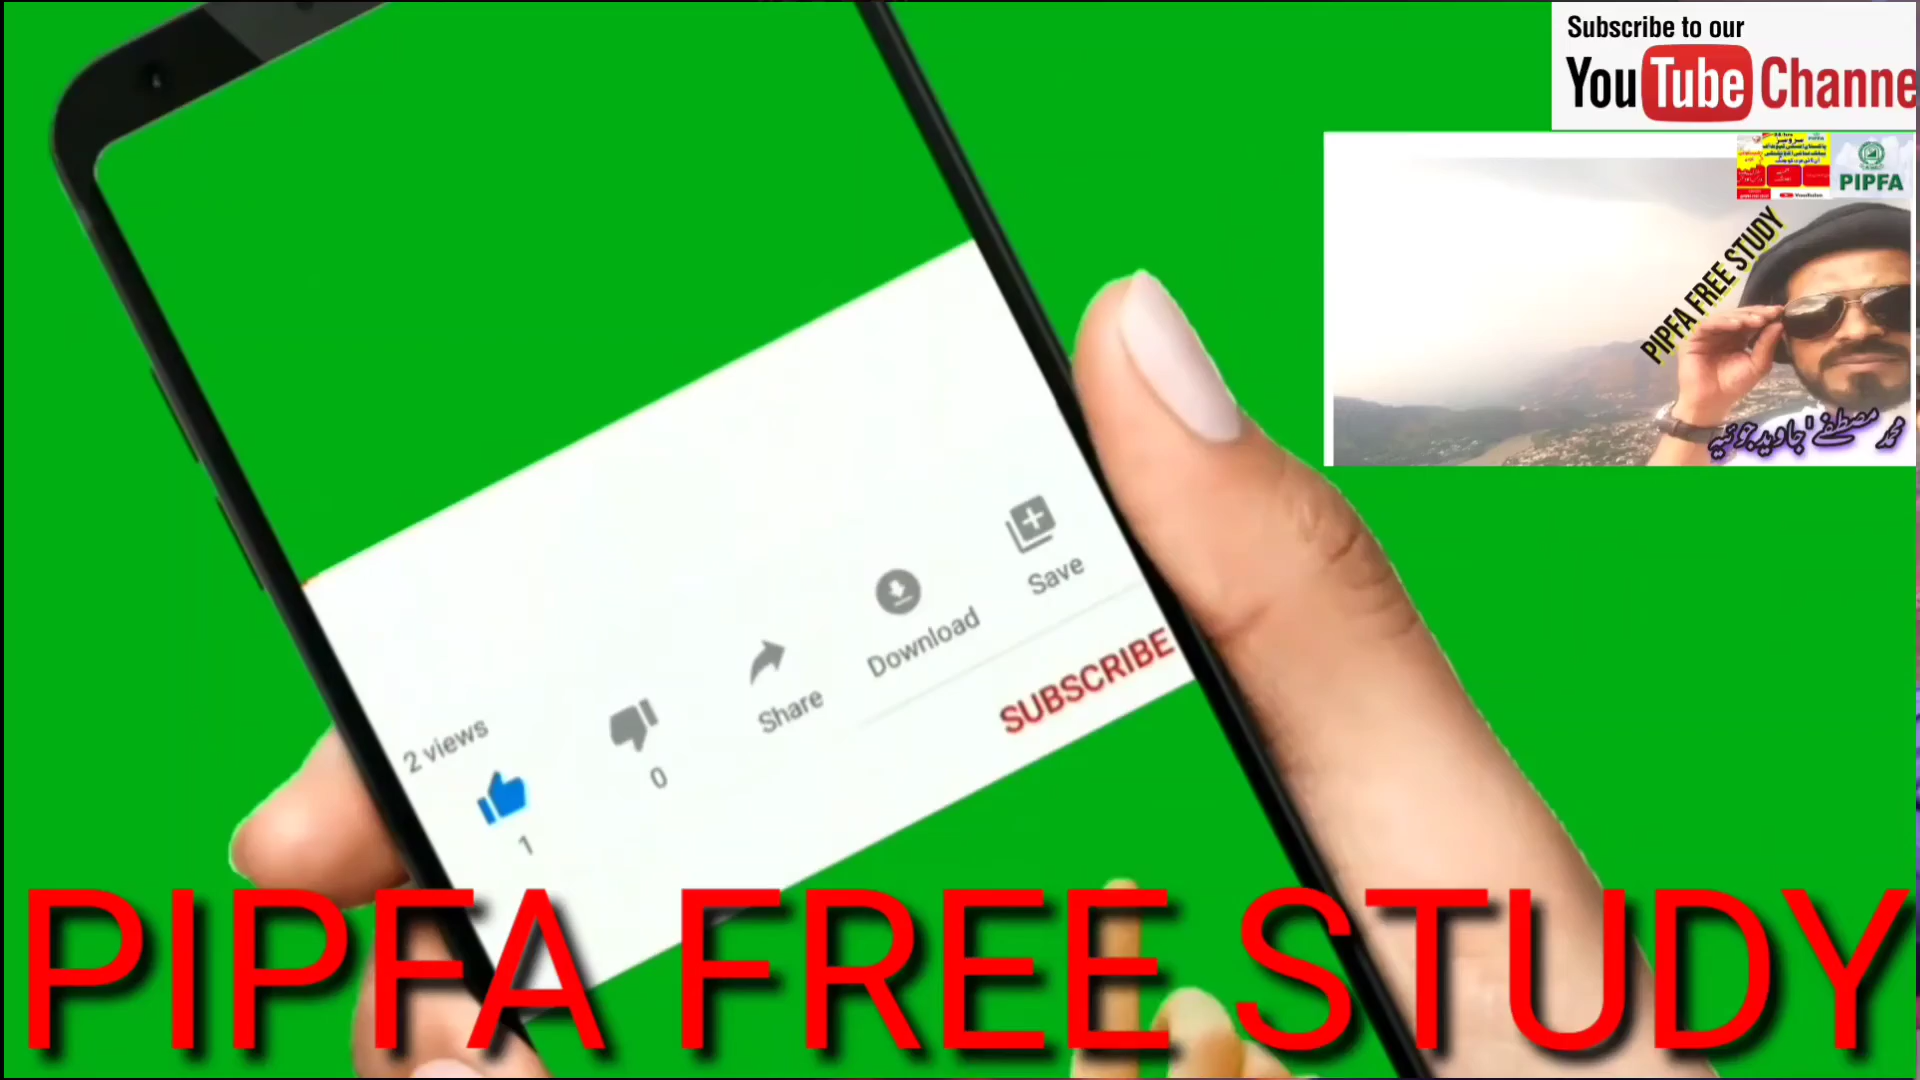 Subscribe to our
YouTube Channe
PIPFA
PIPFA FREE STUDY
محمد مصطفےٰ جاوید جوئیہ
Save
Download
Share
SUBSCRIBE
2 views
0
1
PIPFA FREE STUDY